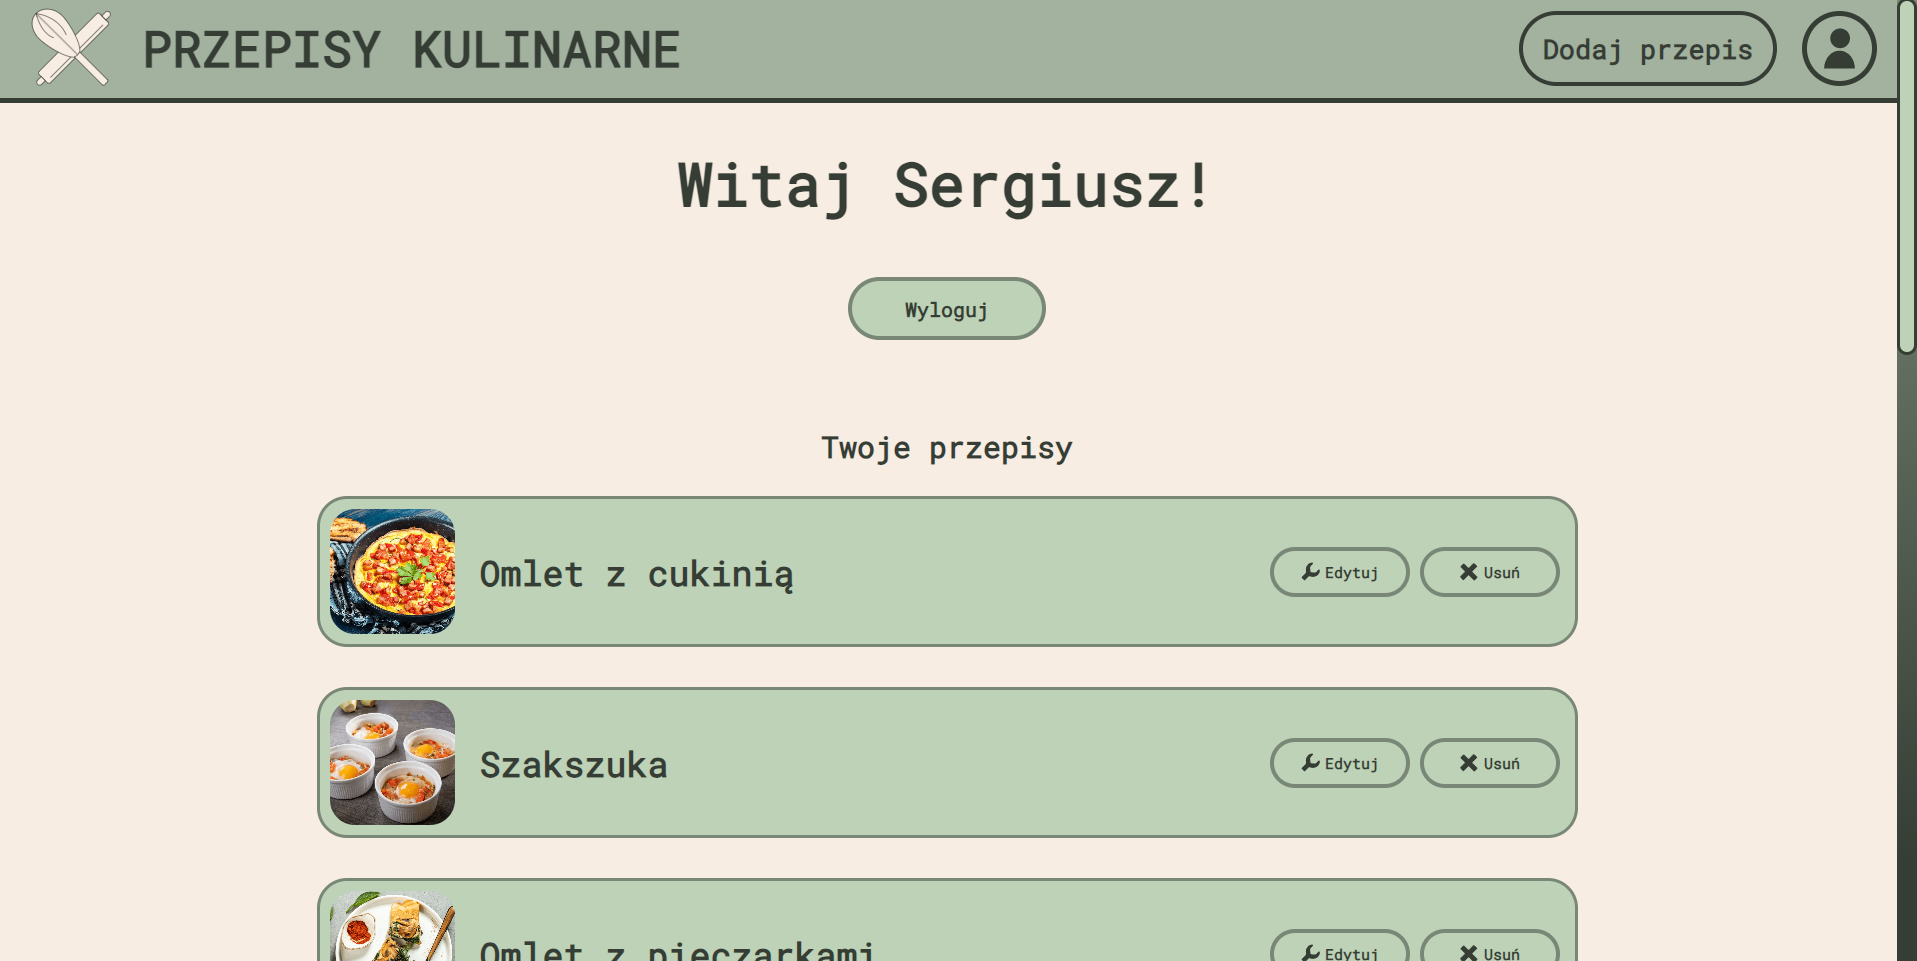 PRZEPISY KULINARNE
Dodaj przepis
Witaj Sergiusz!
Wyloguj
Twoje przepisy
Omlet z cukinią
Edytuj
Usuń
Szakszuka
Edytuj
Usuń
Omlet z pieczarkami
Edytuj
Usuń